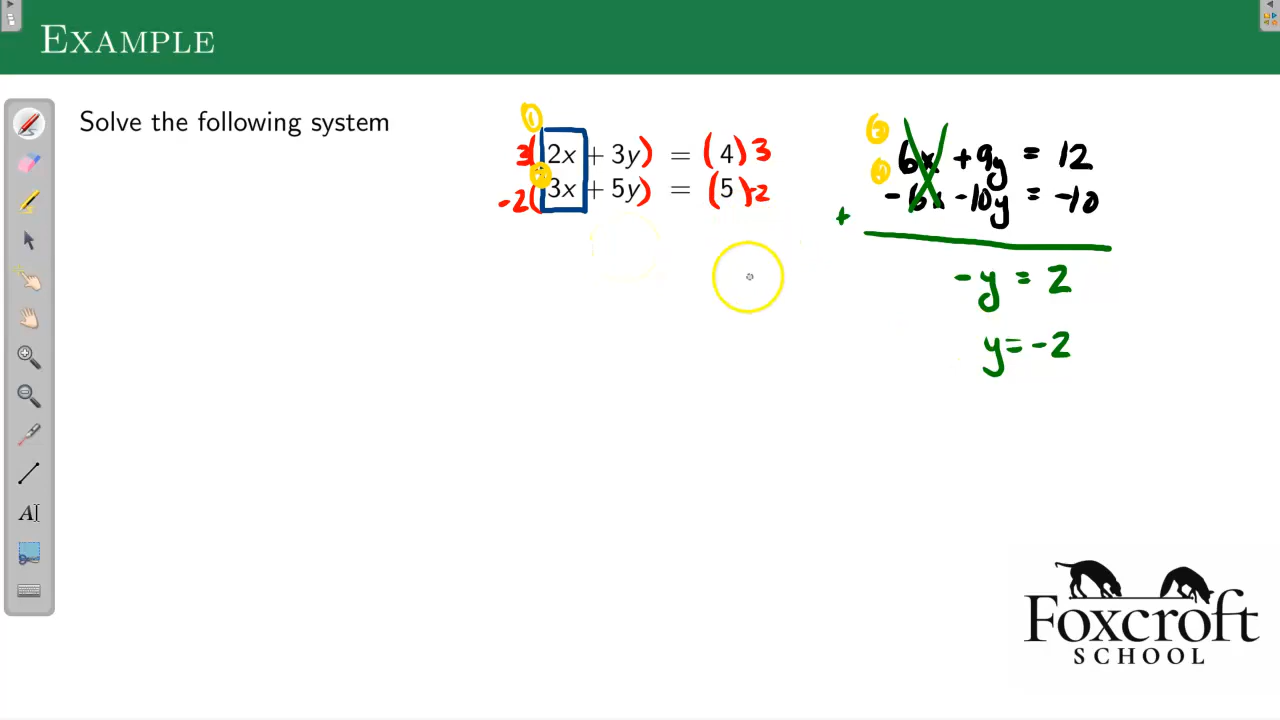 EXAMPLE
Solve the following system
①
3( 2x + 3y ) = ( 4 ) 3
-2( 3x + 5y ) = ( 5 ) -2
6x + 9y = 12
-6x - 10y = -10
+
-y = 2
y = -2
A
Foxcroft
SCHOOL